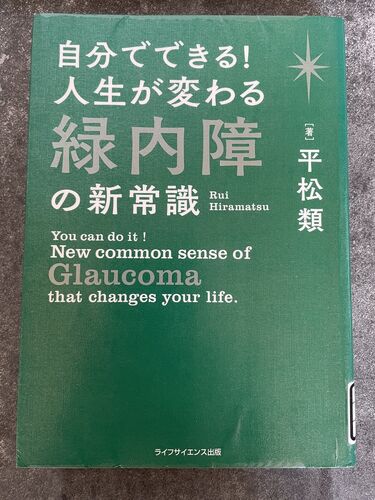 自分でできる!
人生が変わる
緑内障
の新常識
Rui
Hiramatsu
[著] 平松類
You can do it !
New common sense of
Glaucoma
that changes your life.
ライフサイエンス出版